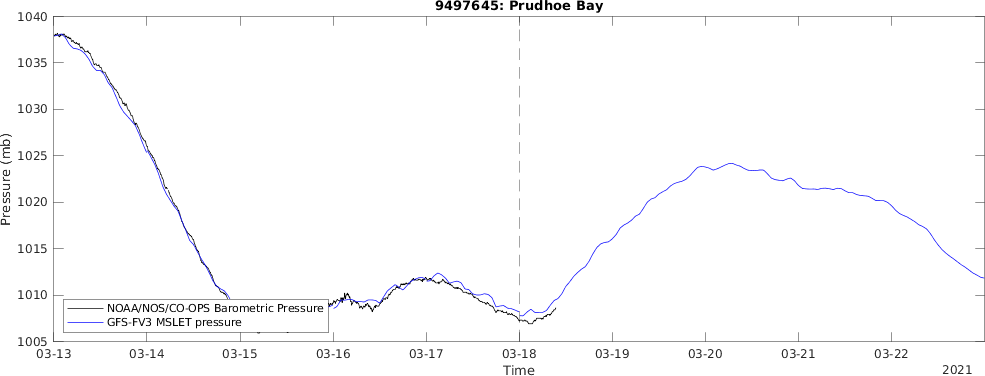 9497645: Prudhoe Bay
1040
1035
1030
1025
1020
1015
1010
1005
Pressure (mb)
NOAA/NOS/CO-OPS Barometric Pressure
GFS-FV3 MSLET pressure
03-13 03-14 03-15 03-16 03-17 03-18 03-19 03-20 03-21 03-22
Time
2021